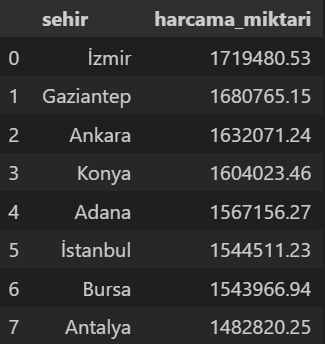 sehir harcama_miktari
0 İzmir 1719480.53
1 Gaziantep 1680765.15
2 Ankara 1632071.24
3 Konya 1604023.46
4 Adana 1567156.27
5 İstanbul 1544511.23
6 Bursa 1543966.94
7 Antalya 1482820.25